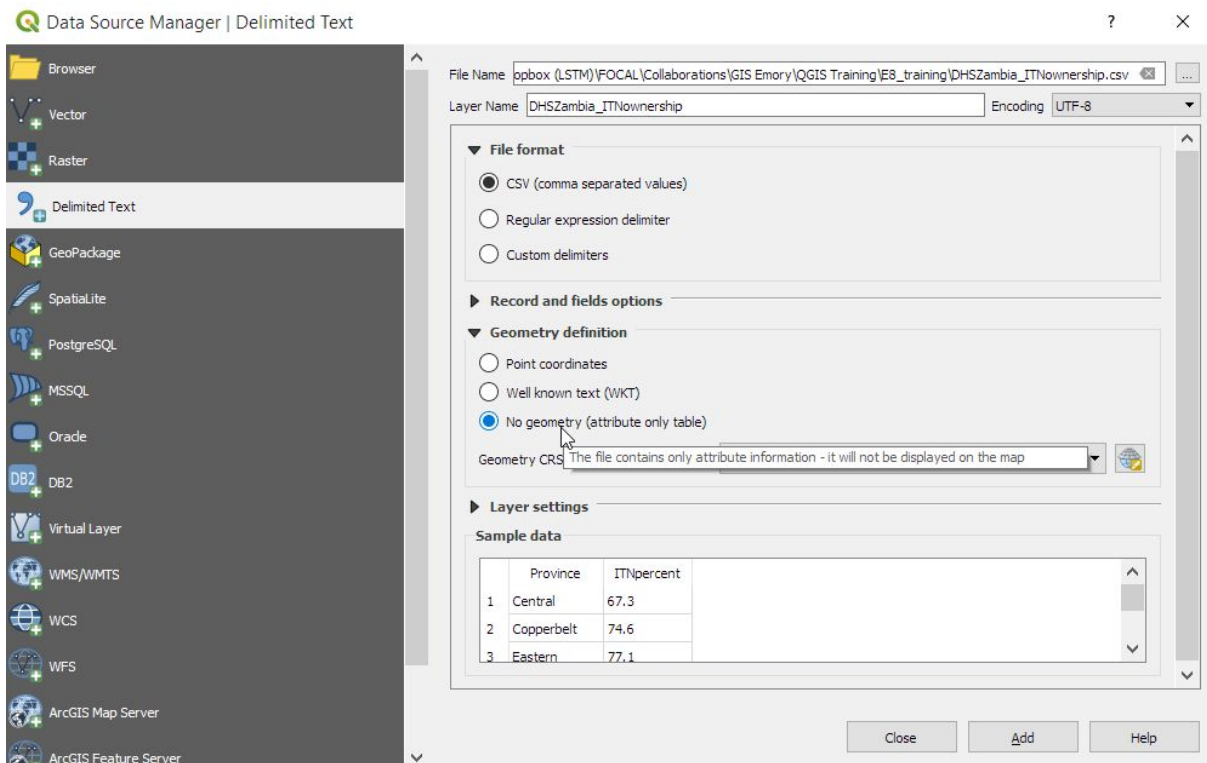 Data Source Manager | Delimited Text
? ×
Browser
Vector
Raster
Delimited Text
GeoPackage
SpatiaLite
PostgreSQL
MSSQL
Oracle
DB2 DB2
Virtual Layer
WMS/WMTS
WCS
WFS
ArcGIS Map Server
ArcGIS Feature Server
File Name opbox (LSTM)\FOCAL\Collaborations\GIS Emory\QGIS Training\E8_training\DHSZambia_ITNownership.csv ...
Layer Name DHSZambia_ITNownership Encoding UTF-8
File format
CSV (comma separated values)
Regular expression delimiter
Custom delimiters
Record and fields options
Geometry definition
Point coordinates
Well known text (WKT)
No geometry (attribute only table)
Geometry CRS The file contains only attribute information - it will not be displayed on the map
Layer settings
Sample data
Province ITNpercent
1 Central 67.3
2 Copperbelt 74.6
3 Eastern 77.1
Close Add Help